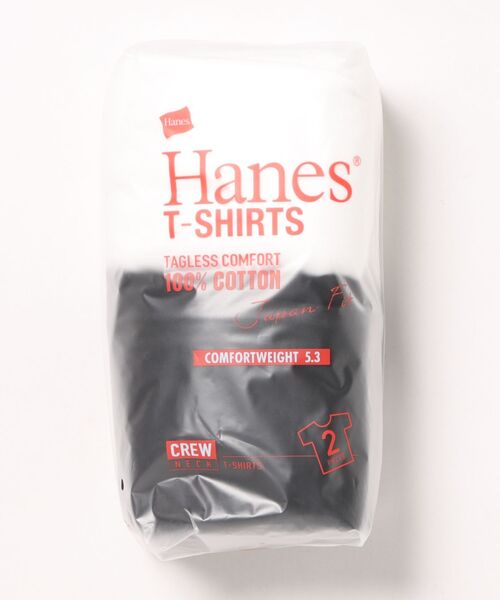 Hanes
Hanes®
T-SHIRTS
TAGLESS COMFORT
100% COTTON
Japan Fit
COMFORTWEIGHT 5.3
CREW
NECK
T-SHIRTS
2